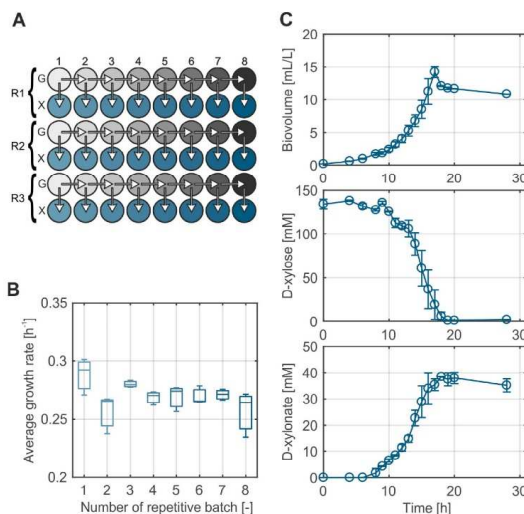 A
1 2 3 4 5 6 7 8
R1
G
X
R2
G
X
R3
G
X
B
Average growth rate [h⁻¹]
0.35
0.3
0.25
0.2
1 2 3 4 5 6 7 8
Number of repetitive batch [-]
C
Biovolume [mL/L]
20
15
10
5
0
0 10 20 30
D-xylose [mM]
150
100
50
0
0 10 20 30
D-xylonate [mM]
60
40
20
0
0 10 20 30
Time [h]